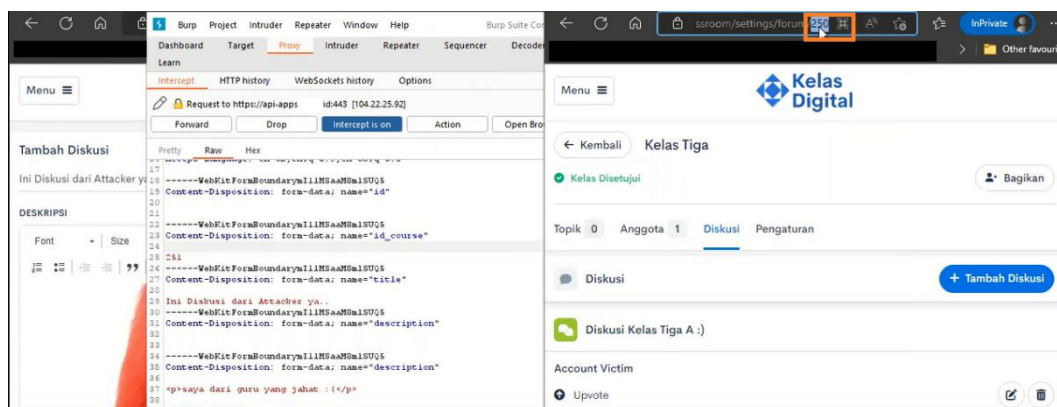 Burp Project Intruder Repeater Window Help Burp Suite Co
Dashboard Target Proxy Intruder Repeater Sequencer Decoder
Learn
Intercept HTTP history WebSockets history Options
Request to https://api-apps id:443 [104.22.25.92]
Forward Drop Intercept is on Action Open Bro
Pretty Raw Hex
17
18 ------WebKitFormBoundarymIl1MSaaM8m1SUQ5
19 Content-Disposition: form-data; name="id"
20
21
22 ------WebKitFormBoundarymIl1MSaaM8m1SUQ5
23 Content-Disposition: form-data; name="id_course"
24
25 251
26 ------WebKitFormBoundarymIl1MSaaM8m1SUQ5
27 Content-Disposition: form-data; name="title"
28
29 Ini Diskusi dari Attacker ya..
30 ------WebKitFormBoundarymIl1MSaaM8m1SUQ5
31 Content-Disposition: form-data; name="description"
32
33
34 ------WebKitFormBoundarymIl1MSaaM8m1SUQ5
35 Content-Disposition: form-data; name="description"
36
37 <p>saya dari guru yang jahat :(</p>
38
Menu
Tambah Diskusi
Ini Diskusi dari Attacker ya
DESKRIPSI
Font Size
ssroom/settings/forum/250
InPrivate
Other favouri
Menu
Kelas
Digital
Kembali Kelas Tiga
Kelas Disetujui
Bagikan
Topik 0 Anggota 1 Diskusi Pengaturan
Diskusi
+ Tambah Diskusi
Diskusi Kelas Tiga A :)
Account Victim
Upvote